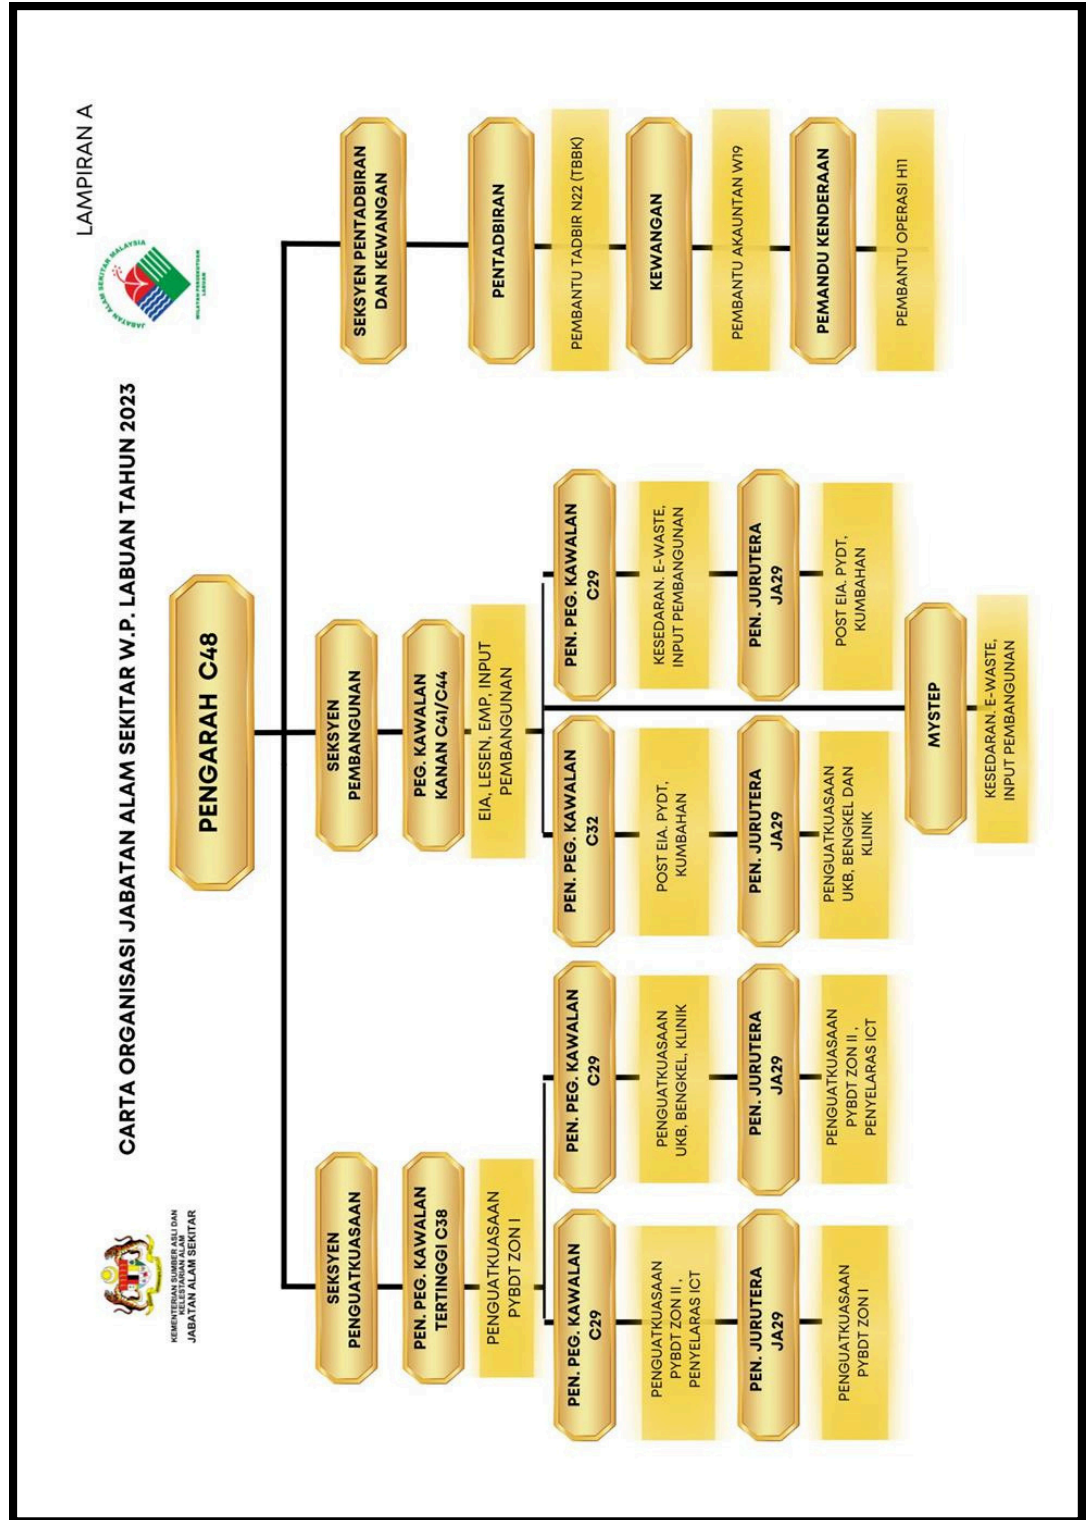 LAMPIRAN A
KEMENTERIAN SUMBER ASLI DAN
KELESTARIAN ALAM
JABATAN ALAM SEKITAR
CARTA ORGANISASI JABATAN ALAM SEKITAR W.P. LABUAN TAHUN 2023
JABATAN ALAM SEKITAR MALAYSIA
WILAYAH PERSEKUTUAN
LABUAN
PENGARAH C48
SEKSYEN
PENGUATKUASAAN
PEN. PEG. KAWALAN
TERTINGGI C38
PENGUATKUASAAN
PYBDT ZON I
PEN. PEG. KAWALAN
C29
PENGUATKUASAAN
PYBDT ZON II ,
PENYELARAS ICT
PEN. JURUTERA
JA29
PENGUATKUASAAN
PYBDT ZON I
PEN. PEG. KAWALAN
C29
PENGUATKUASAAN
UKB, BENGKEL, KLINIK
PEN. JURUTERA
JA29
PENGUATKUASAAN
PYBDT ZON II ,
PENYELARAS ICT
SEKSYEN
PEMBANGUNAN
PEG. KAWALAN
KANAN C41/C44
EIA, LESEN, EMP, INPUT
PEMBANGUNAN
PEN. PEG. KAWALAN
C32
POST EIA. PYDT,
KUMBAHAN
PEN. JURUTERA
JA29
PENGUATKUASAAN
UKB, BENGKEL DAN
KLINIK
PEN. PEG. KAWALAN
C29
KESEDARAN. E-WASTE,
INPUT PEMBANGUNAN
PEN. JURUTERA
JA29
POST EIA. PYDT,
KUMBAHAN
MYSTEP
KESEDARAN. E-WASTE,
INPUT PEMBANGUNAN
SEKSYEN PENTADBIRAN
DAN KEWANGAN
PENTADBIRAN
PEMBANTU TADBIR N22 (TBBK)
KEWANGAN
PEMBANTU AKAUNTAN W19
PEMANDU KENDERAAN
PEMBANTU OPERASI H11